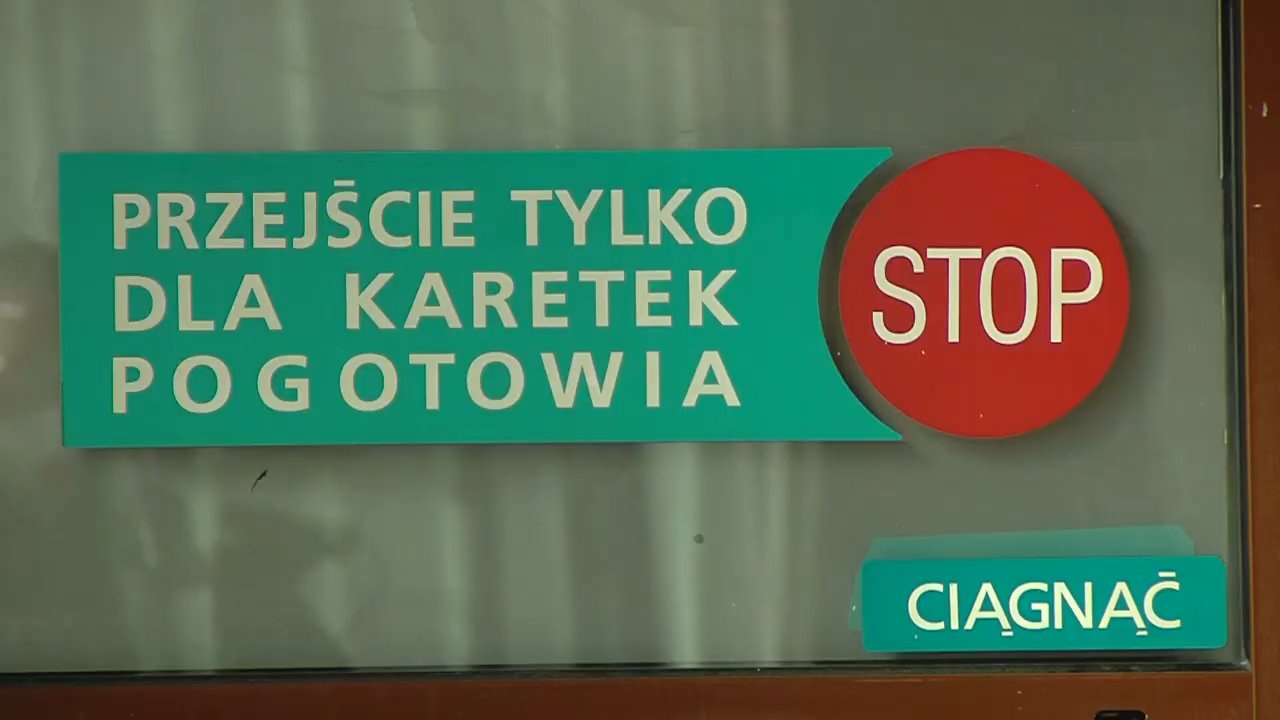 PRZEJŚCIE TYLKO
DLA KARETEK
POGOTOWIA
STOP
CIĄGNĄĆ